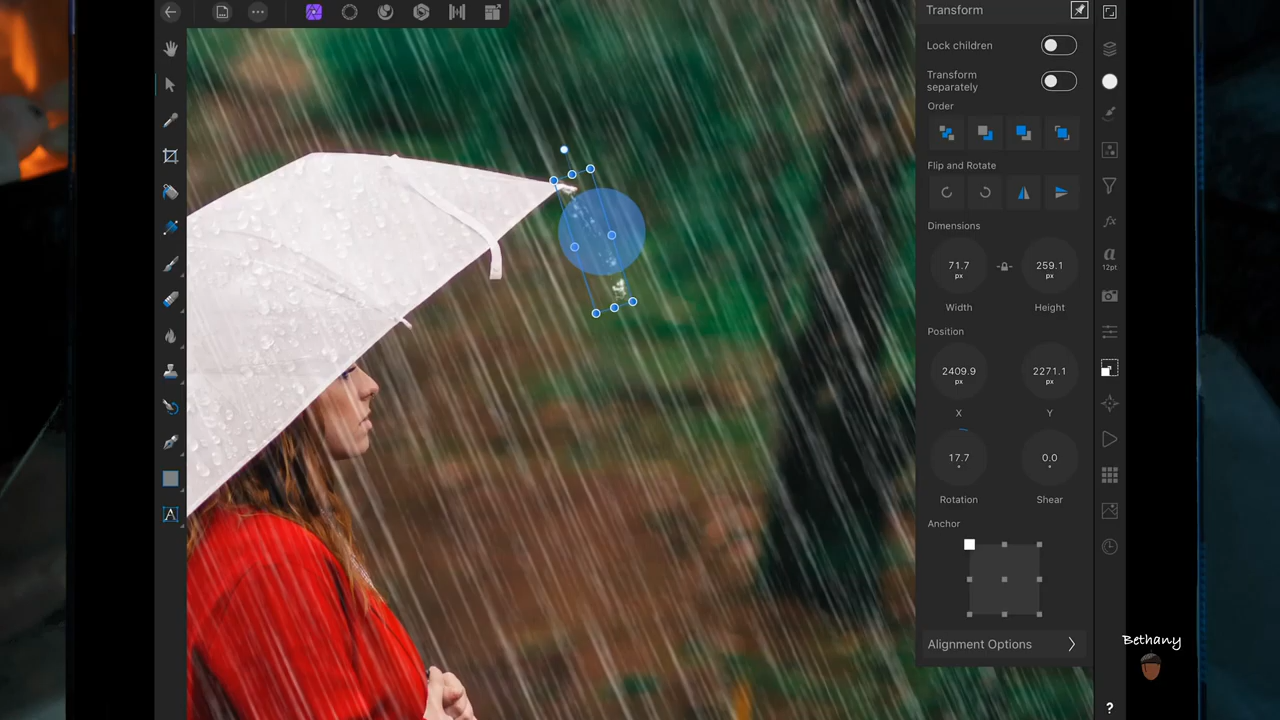 Transform
Lock children
Transform
separately
Order
Flip and Rotate
Dimensions
71.7
px
259.1
px
Width
Height
Position
2409.9
px
2271.1
px
X
Y
17.7
°
0.0
°
Rotation
Shear
Anchor
Alignment Options
fx
a
12pt
A
?
Bethany